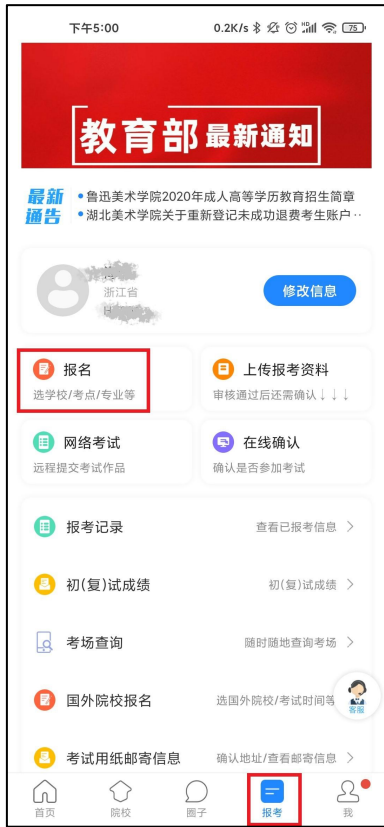 下午5:00 0.2K/s HD 75
教育部最新通知
最新通告
•鲁迅美术学院2020年成人高等学历教育招生简章
•湖北美术学院关于重新登记未成功退费考生账户··
浙江省
修改信息
报名
选学校/考点/专业等
上传报考资料
审核通过后还需确认↓↓↓
网络考试
远程提交考试作品
在线确认
确认是否参加考试
报考记录 查看已报考信息
初(复)试成绩 初(复)试成绩
考场查询 随时随地查询考场
国外院校报名 选国外院校/考试时间等
客服
考试用纸邮寄信息 确认地址/查看邮寄信息
首页 院校 圈子 报考 我